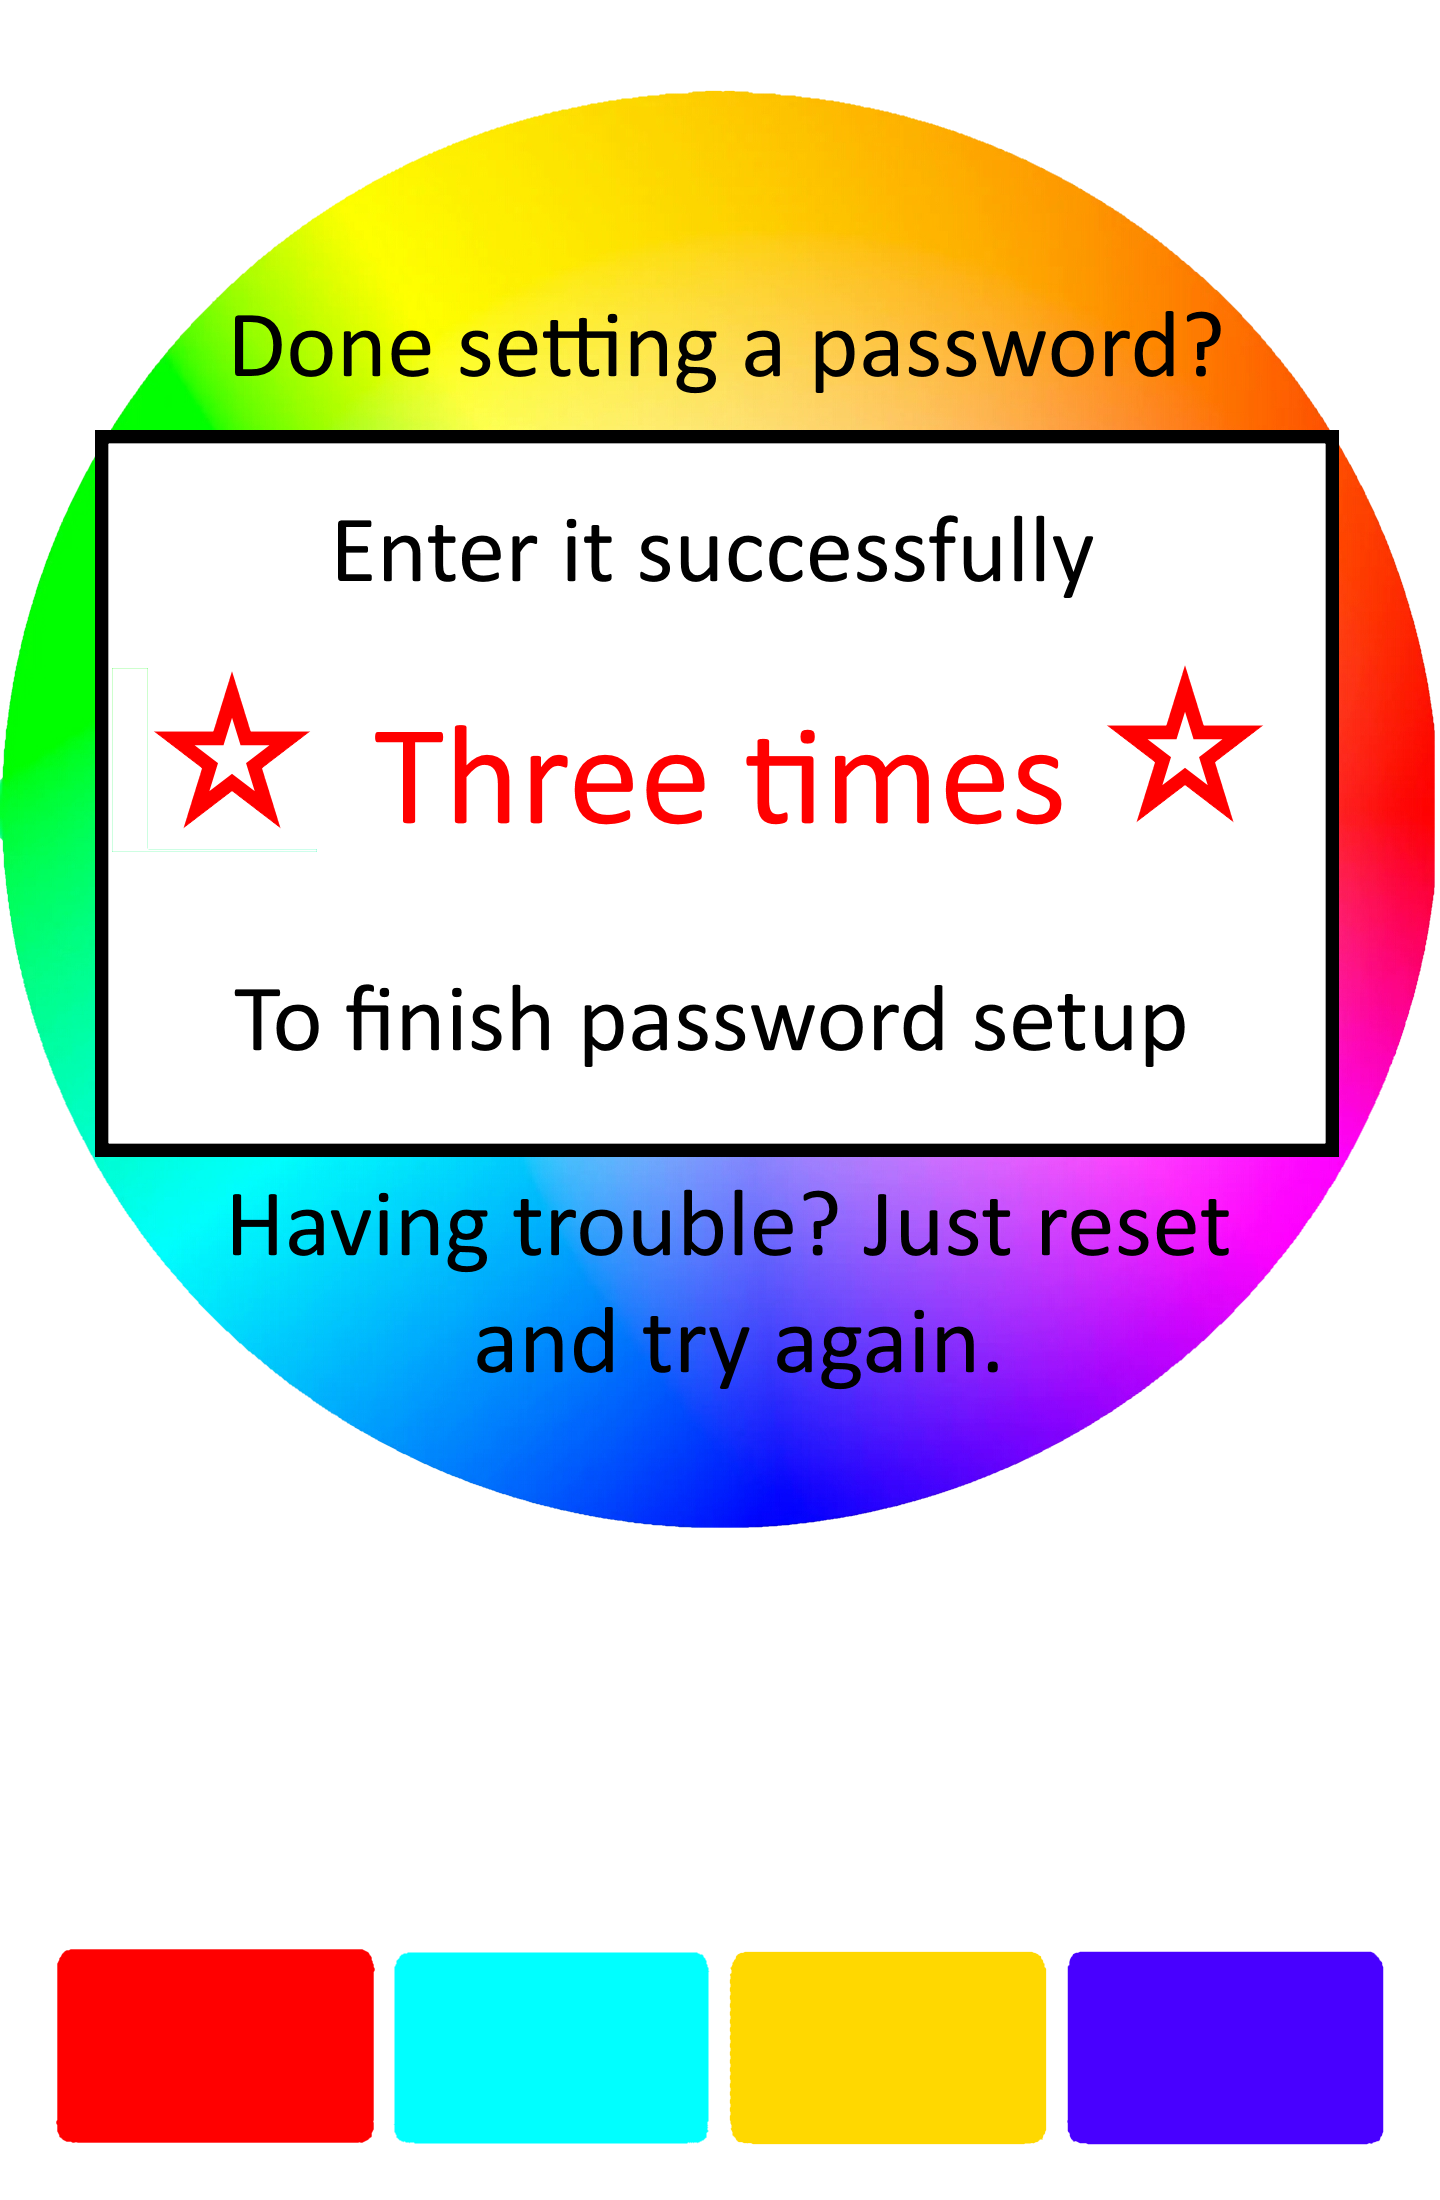 Done setting a password?
Enter it successfully
Three times
To finish password setup
Having trouble? Just reset
and try again.